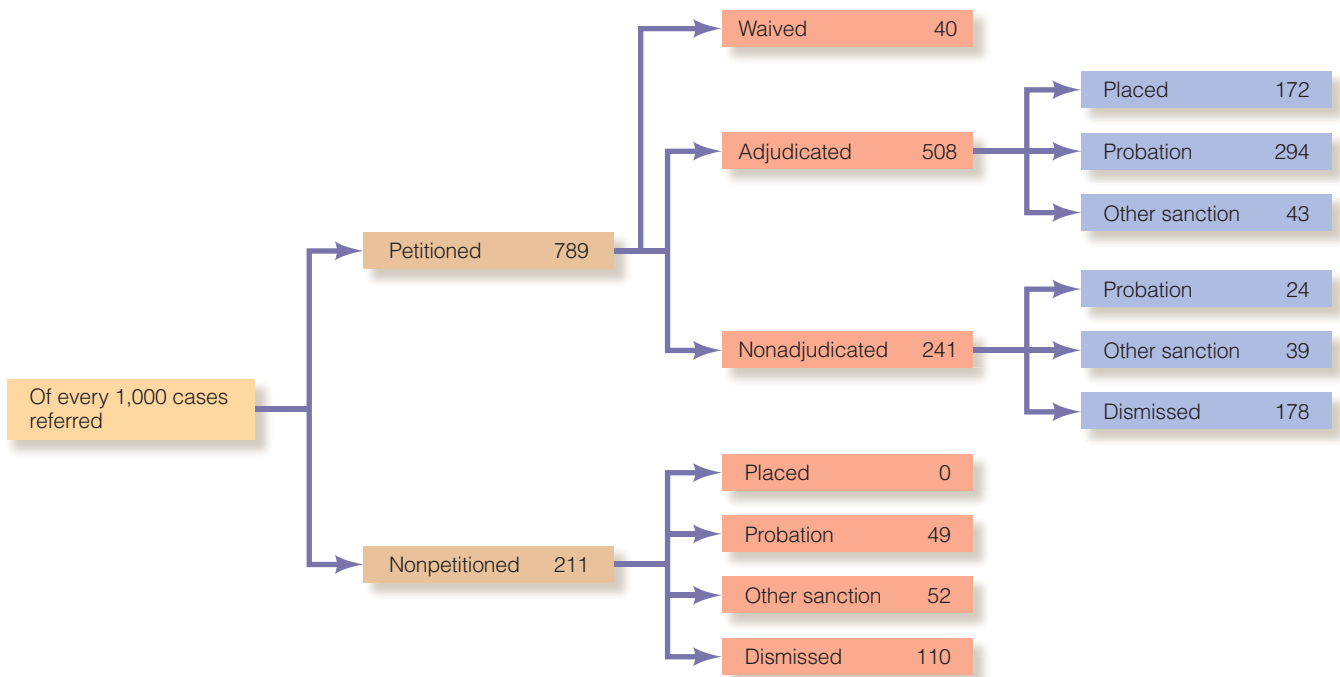 Of every 1,000 cases
referred
Petitioned 789
Waived 40
Adjudicated 508
Placed 172
Probation 294
Other sanction 43
Nonadjudicated 241
Probation 24
Other sanction 39
Dismissed 178
Nonpetitioned 211
Placed 0
Probation 49
Other sanction 52
Dismissed 110